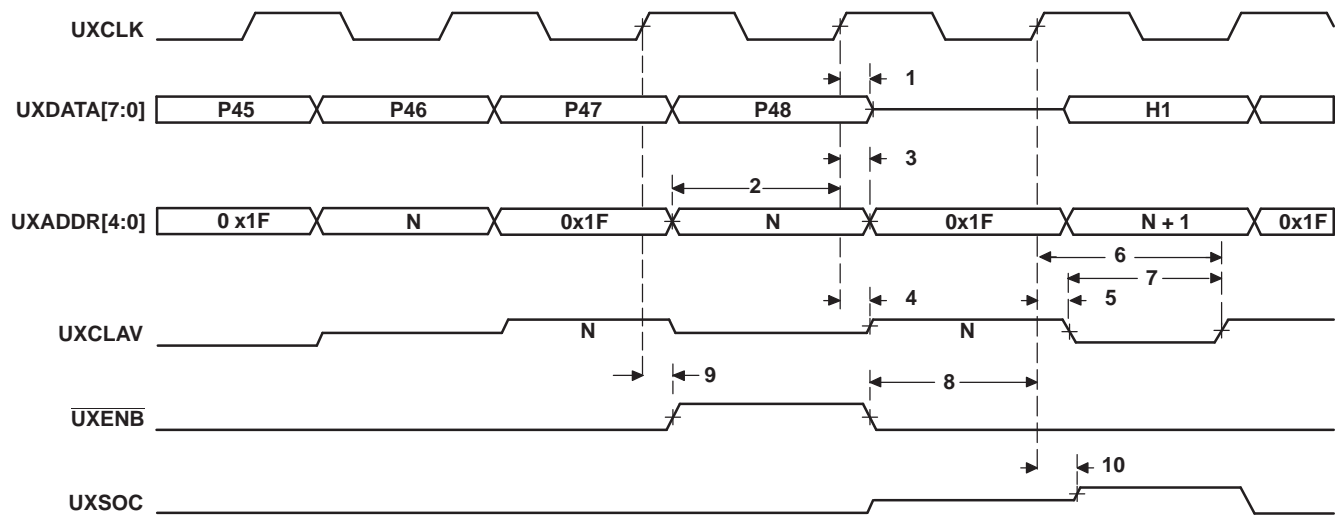 UXCLK
1
UXDATA[7:0] P45 P46 P47 P48 H1
3
2
UXADDR[4:0] 0 x1F N 0x1F N 0x1F N + 1 0x1F
6
7
4 5
UXCLAV N N
9 8
UXENB
10
UXSOC